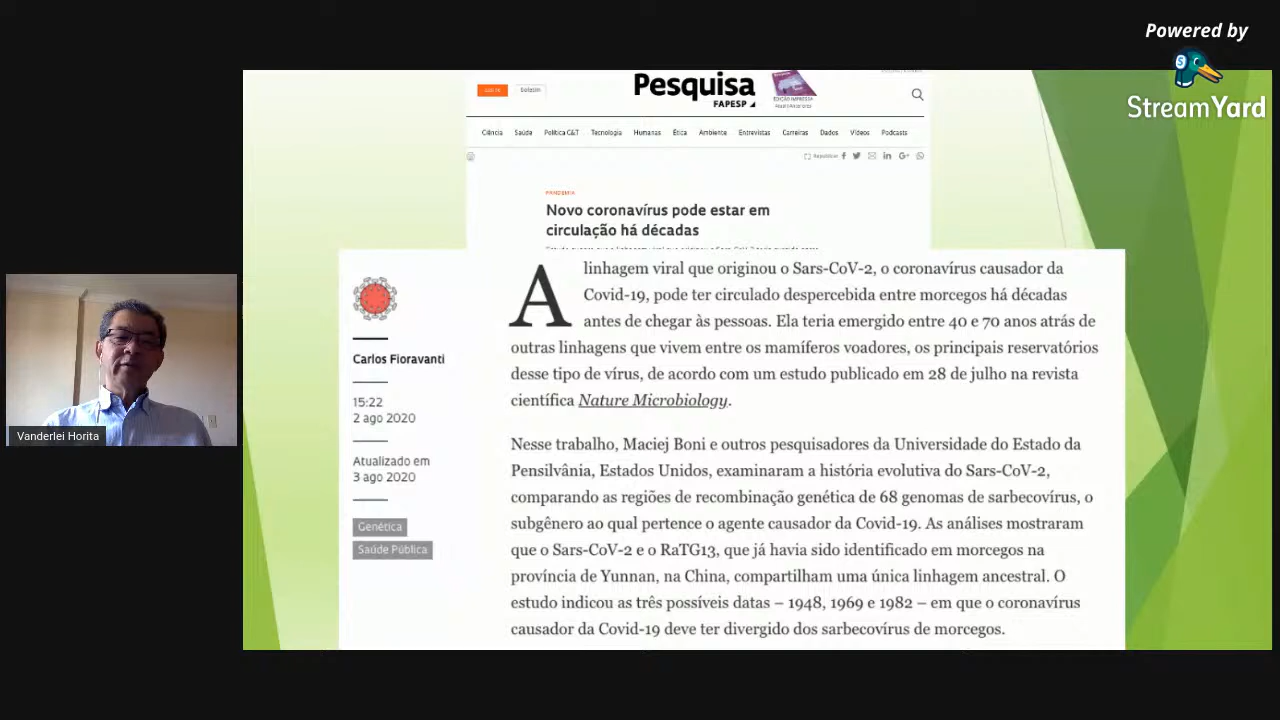 Powered by
StreamYard
Pesquisa
FAPESP
Boletim
EDIÇÃO IMPRESSA
Ciência Saúde Política C&T Tecnologia Humanas Ética Ambiente Entrevistas Carreiras Dados Vídeos Podcasts
Republicar
PANDEMIA
Novo coronavírus pode estar em
circulação há décadas
A linhagem viral que originou o Sars-CoV-2, o coronavírus causador da
Covid-19, pode ter circulado despercebida entre morcegos há décadas
antes de chegar às pessoas. Ela teria emergido entre 40 e 70 anos atrás de
outras linhagens que vivem entre os mamíferos voadores, os principais reservatórios
desse tipo de vírus, de acordo com um estudo publicado em 28 de julho na revista
científica Nature Microbiology.
Nesse trabalho, Maciej Boni e outros pesquisadores da Universidade do Estado da
Pensilvânia, Estados Unidos, examinaram a história evolutiva do Sars-CoV-2,
comparando as regiões de recombinação genética de 68 genomas de sarbecovírus, o
subgênero ao qual pertence o agente causador da Covid-19. As análises mostraram
que o Sars-CoV-2 e o RaTG13, que já havia sido identificado em morcegos na
província de Yunnan, na China, compartilham uma única linhagem ancestral. O
estudo indicou as três possíveis datas – 1948, 1969 e 1982 – em que o coronavírus
causador da Covid-19 deve ter divergido dos sarbecovírus de morcegos.
Carlos Fioravanti
15:22
2 ago 2020
Atualizado em
3 ago 2020
Genética
Saúde Pública
Vanderlei Horita